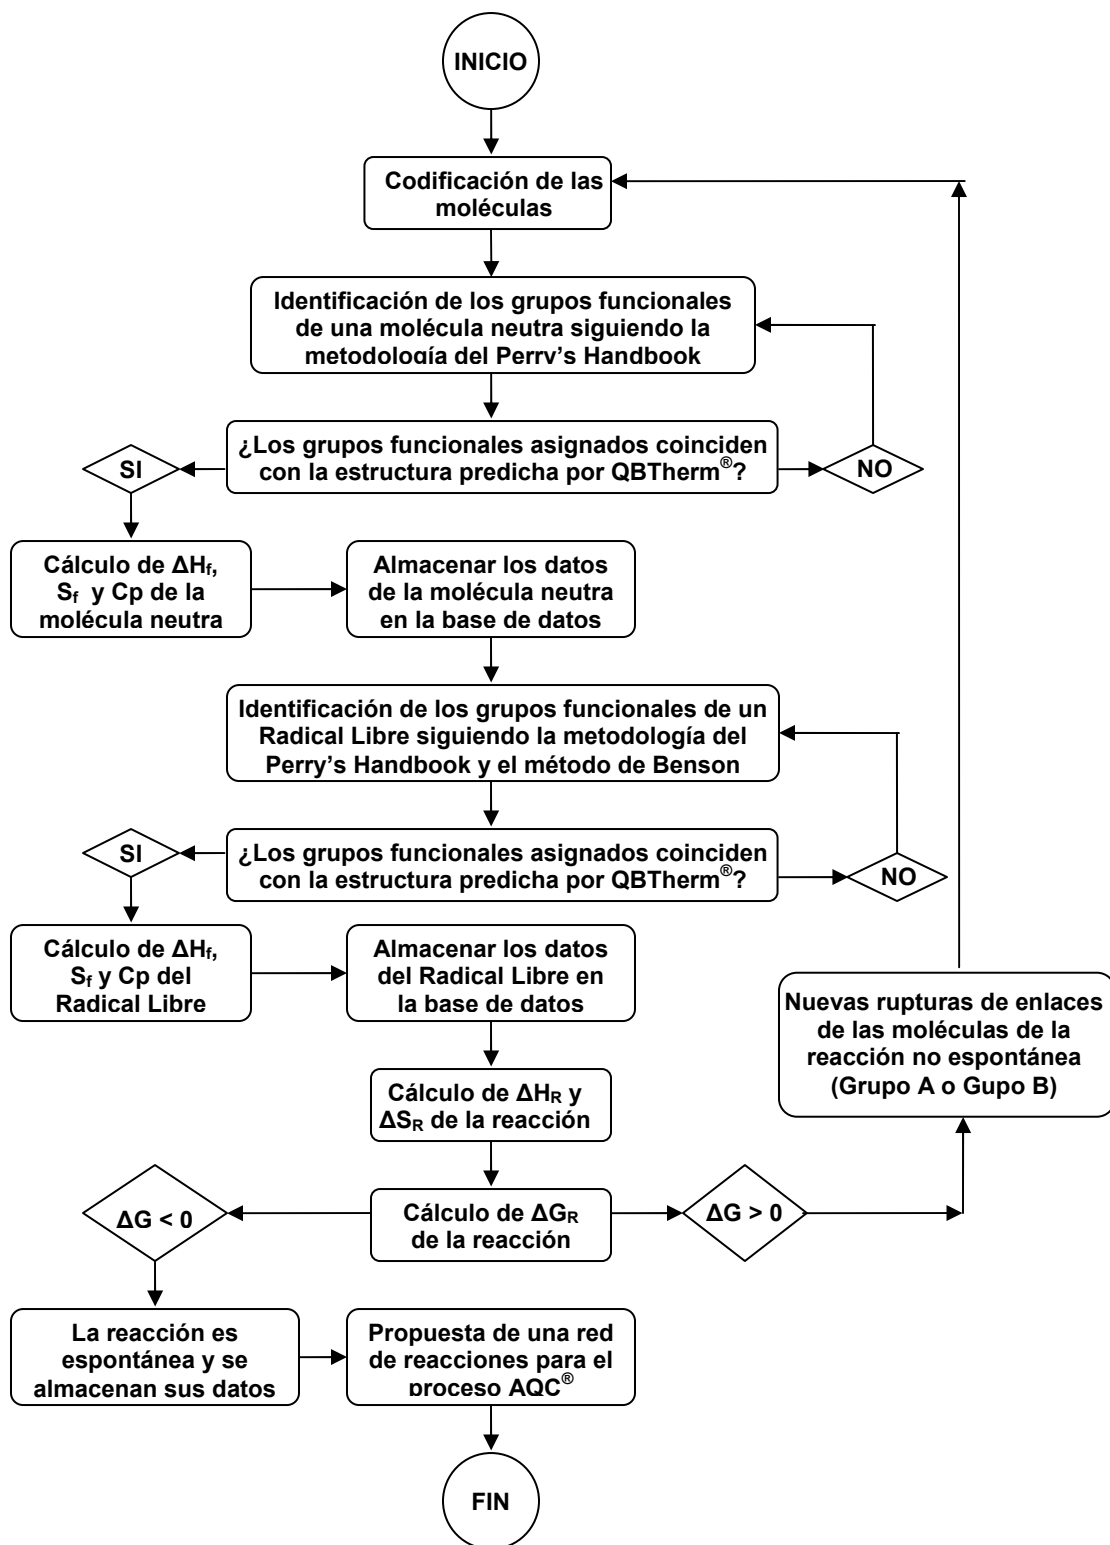 INICIO
Codificación de las
moléculas
Identificación de los grupos funcionales
de una molécula neutra siguiendo la
metodología del Perry's Handbook
¿Los grupos funcionales asignados coinciden
con la estructura predicha por QBTherm®?
SI
NO
Cálculo de ΔHf,
Sf y Cp de la
molécula neutra
Almacenar los datos
de la molécula neutra
en la base de datos
Identificación de los grupos funcionales de un
Radical Libre siguiendo la metodología del
Perry's Handbook y el método de Benson
¿Los grupos funcionales asignados coinciden
con la estructura predicha por QBTherm®?
SI
NO
Cálculo de ΔHf,
Sf y Cp del
Radical Libre
Almacenar los datos
del Radical Libre en
la base de datos
Nuevas rupturas de enlaces
de las moléculas de la
reacción no espontánea
(Grupo A o Gupo B)
Cálculo de ΔHR y
ΔSR de la reacción
ΔG < 0
Cálculo de ΔGR
de la reacción
ΔG > 0
La reacción es
espontánea y se
almacenan sus datos
Propuesta de una red
de reacciones para el
proceso AQC®
FIN